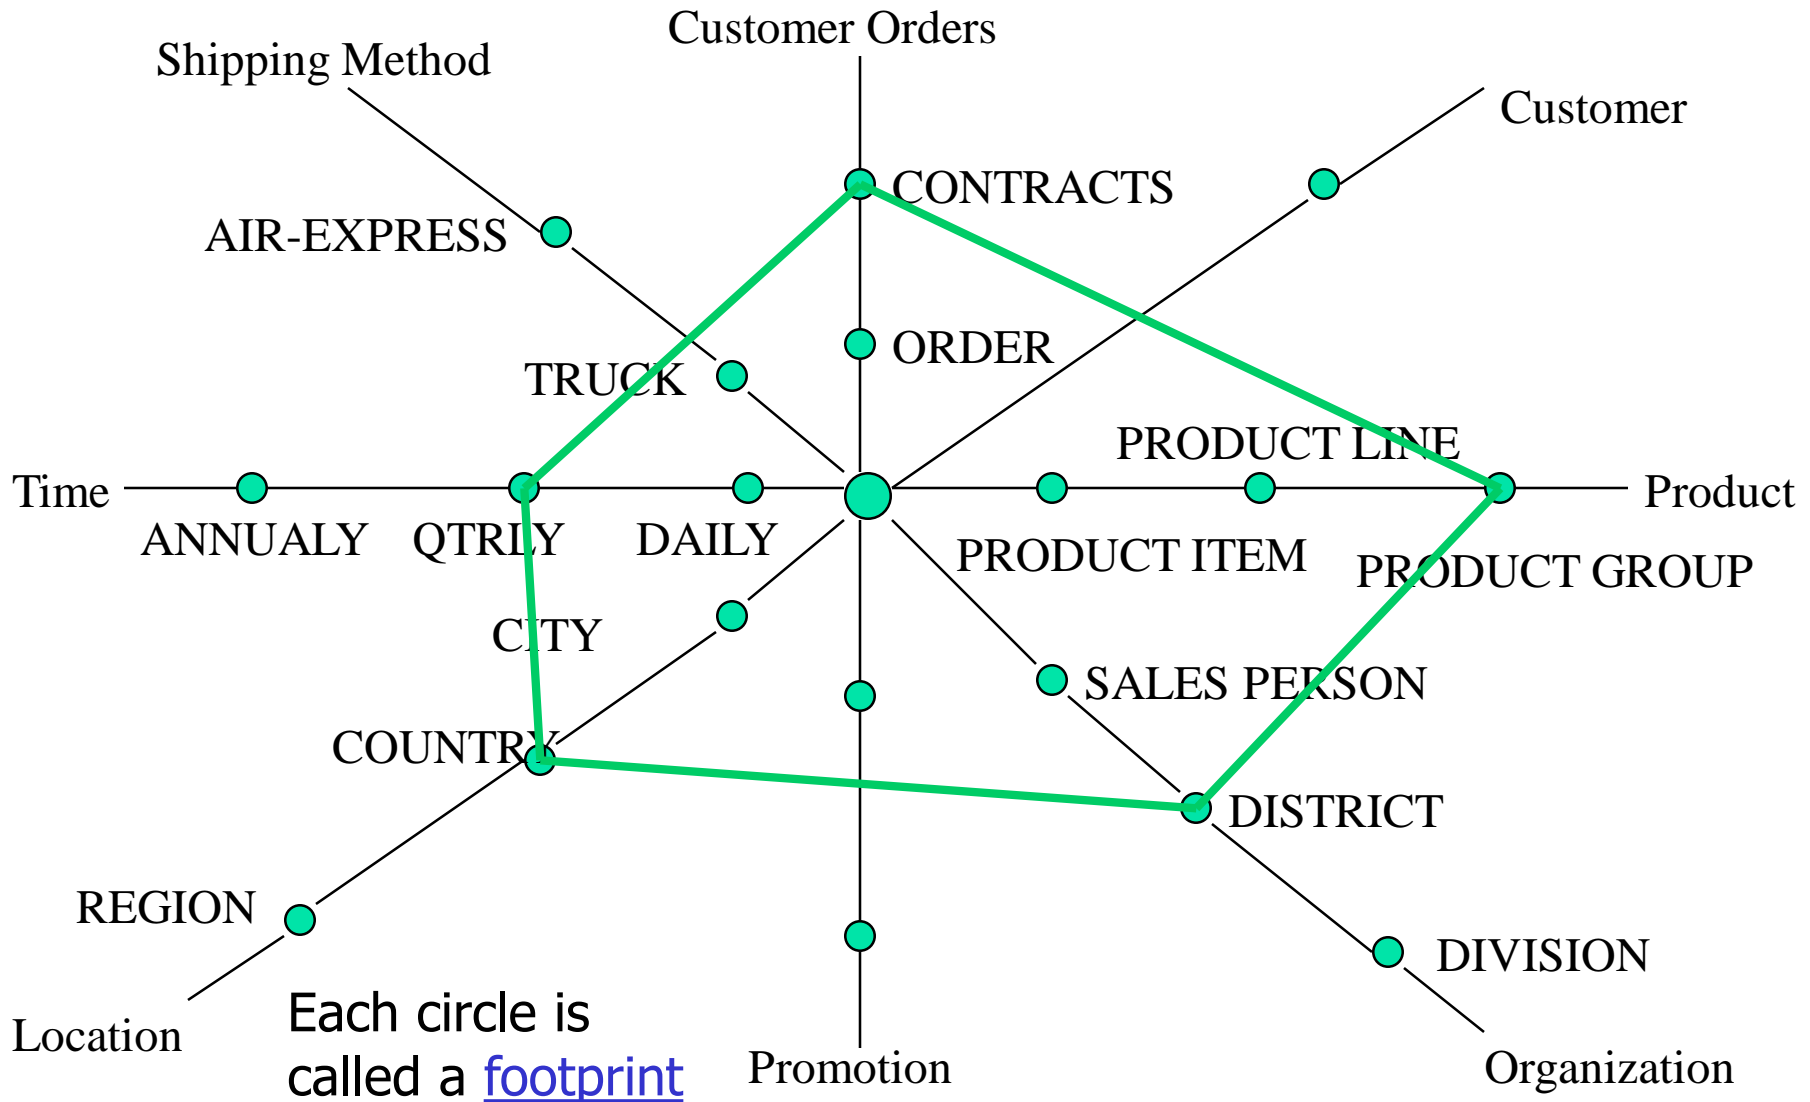 Customer Orders
Shipping Method
Customer
CONTRACTS
AIR-EXPRESS
ORDER
TRUCK
PRODUCT LINE
Time
Product
ANNUALY
QTRLY
DAILY
PRODUCT ITEM
PRODUCT GROUP
CITY
SALES PERSON
COUNTRY
DISTRICT
REGION
DIVISION
Location
Each circle is
called a footprint
Promotion
Organization